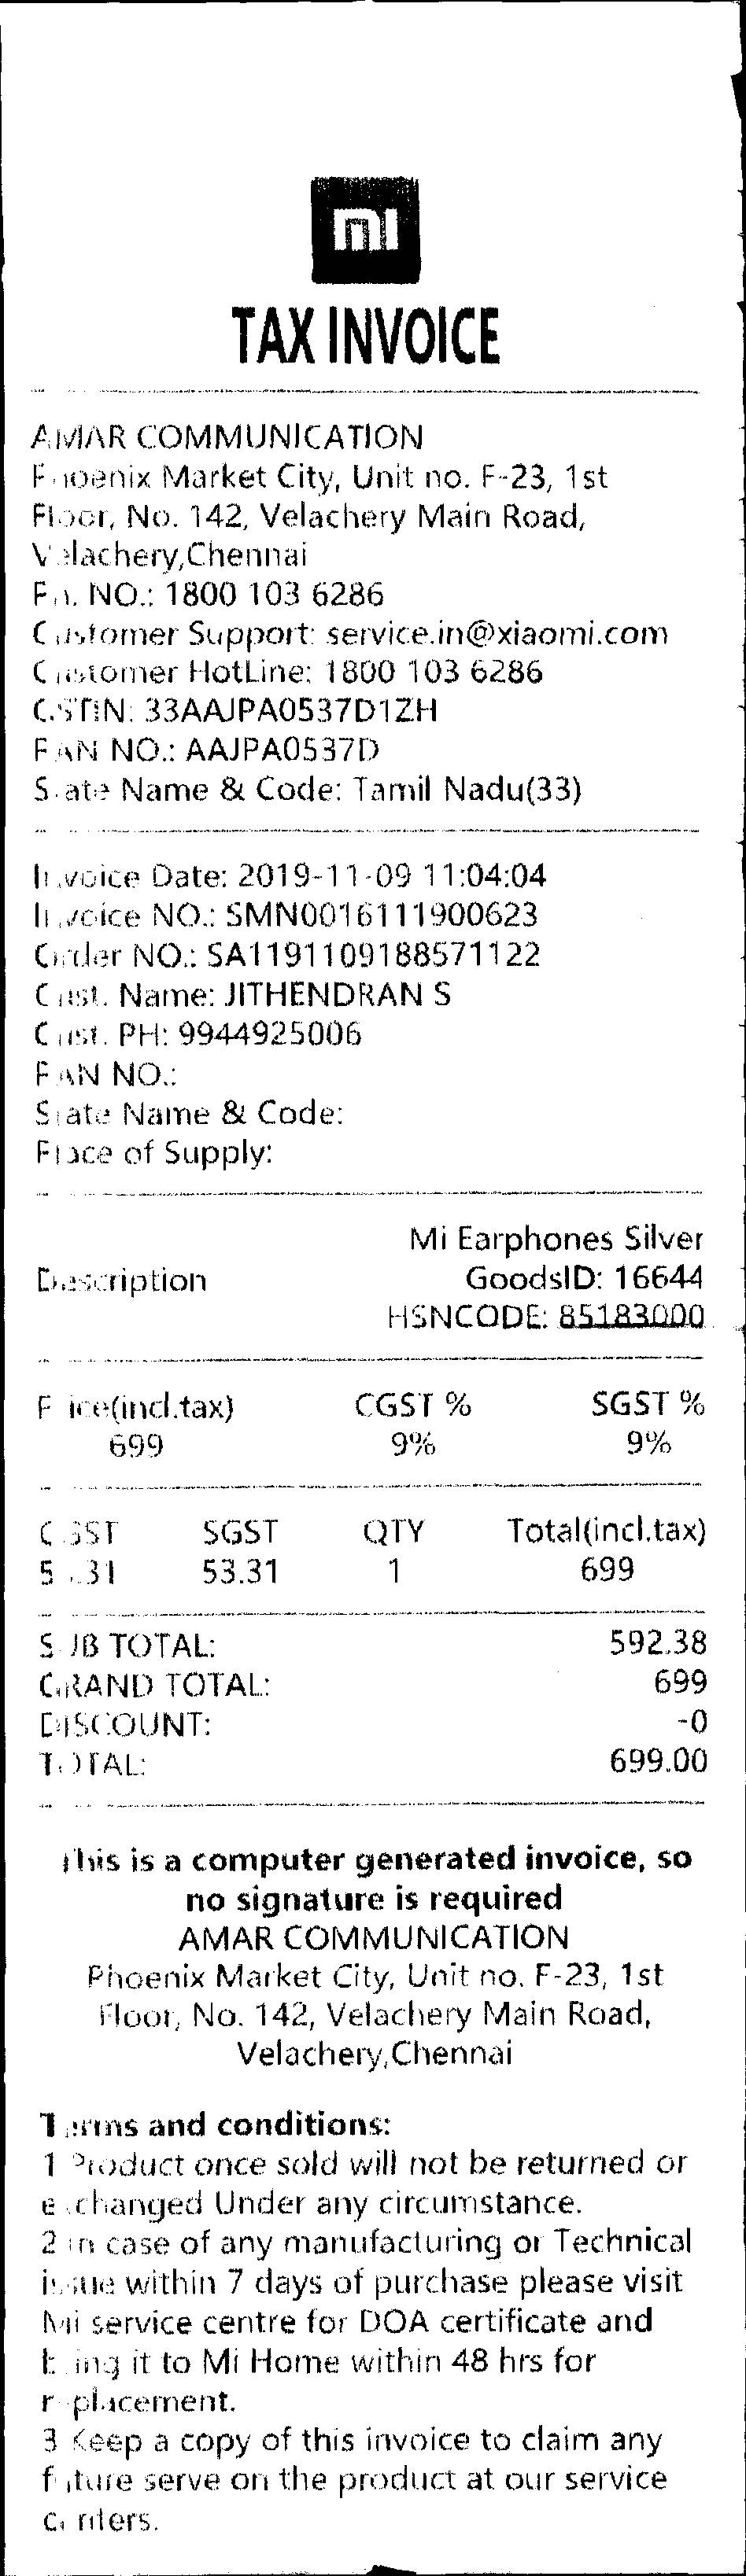 mi
TAX INVOICE
AMAR COMMUNICATION
Phoenix Market City, Unit no. F-23, 1st
Floor, No. 142, Velachery Main Road,
Velachery,Chennai
Ph. NO.: 1800 103 6286
Customer Support: service.in@xiaomi.com
Customer HotLine: 1800 103 6286
GSTIN: 33AAJPA0537D1ZH
PAN NO.: AAJPA0537D
State Name & Code: Tamil Nadu(33)
Invoice Date: 2019-11-09 11:04:04
Invoice NO.: SMN0016111900623
Order NO.: SA1191109188571122
Cust. Name: JITHENDRAN S
Cust. PH: 9944925006
PAN NO.:
State Name & Code:
Place of Supply:
Mi Earphones Silver
Description GoodsID: 16644
HSNCODE: 85183000
Price(incl.tax) CGST % SGST %
699 9% 9%
CGST SGST QTY Total(incl.tax)
53.31 53.31 1 699
SUB TOTAL: 592.38
GRAND TOTAL: 699
DISCOUNT: -0
TOTAL: 699.00
This is a computer generated invoice, so
no signature is required
AMAR COMMUNICATION
Phoenix Market City, Unit no. F-23, 1st
Floor, No. 142, Velachery Main Road,
Velachery,Chennai
Terms and conditions:
1 Product once sold will not be returned or
exchanged Under any circumstance.
2 in case of any manufacturing or Technical
issue within 7 days of purchase please visit
Mi service centre for DOA certificate and
bring it to Mi Home within 48 hrs for
replacement.
3 Keep a copy of this invoice to claim any
future serve on the product at our service
centers.